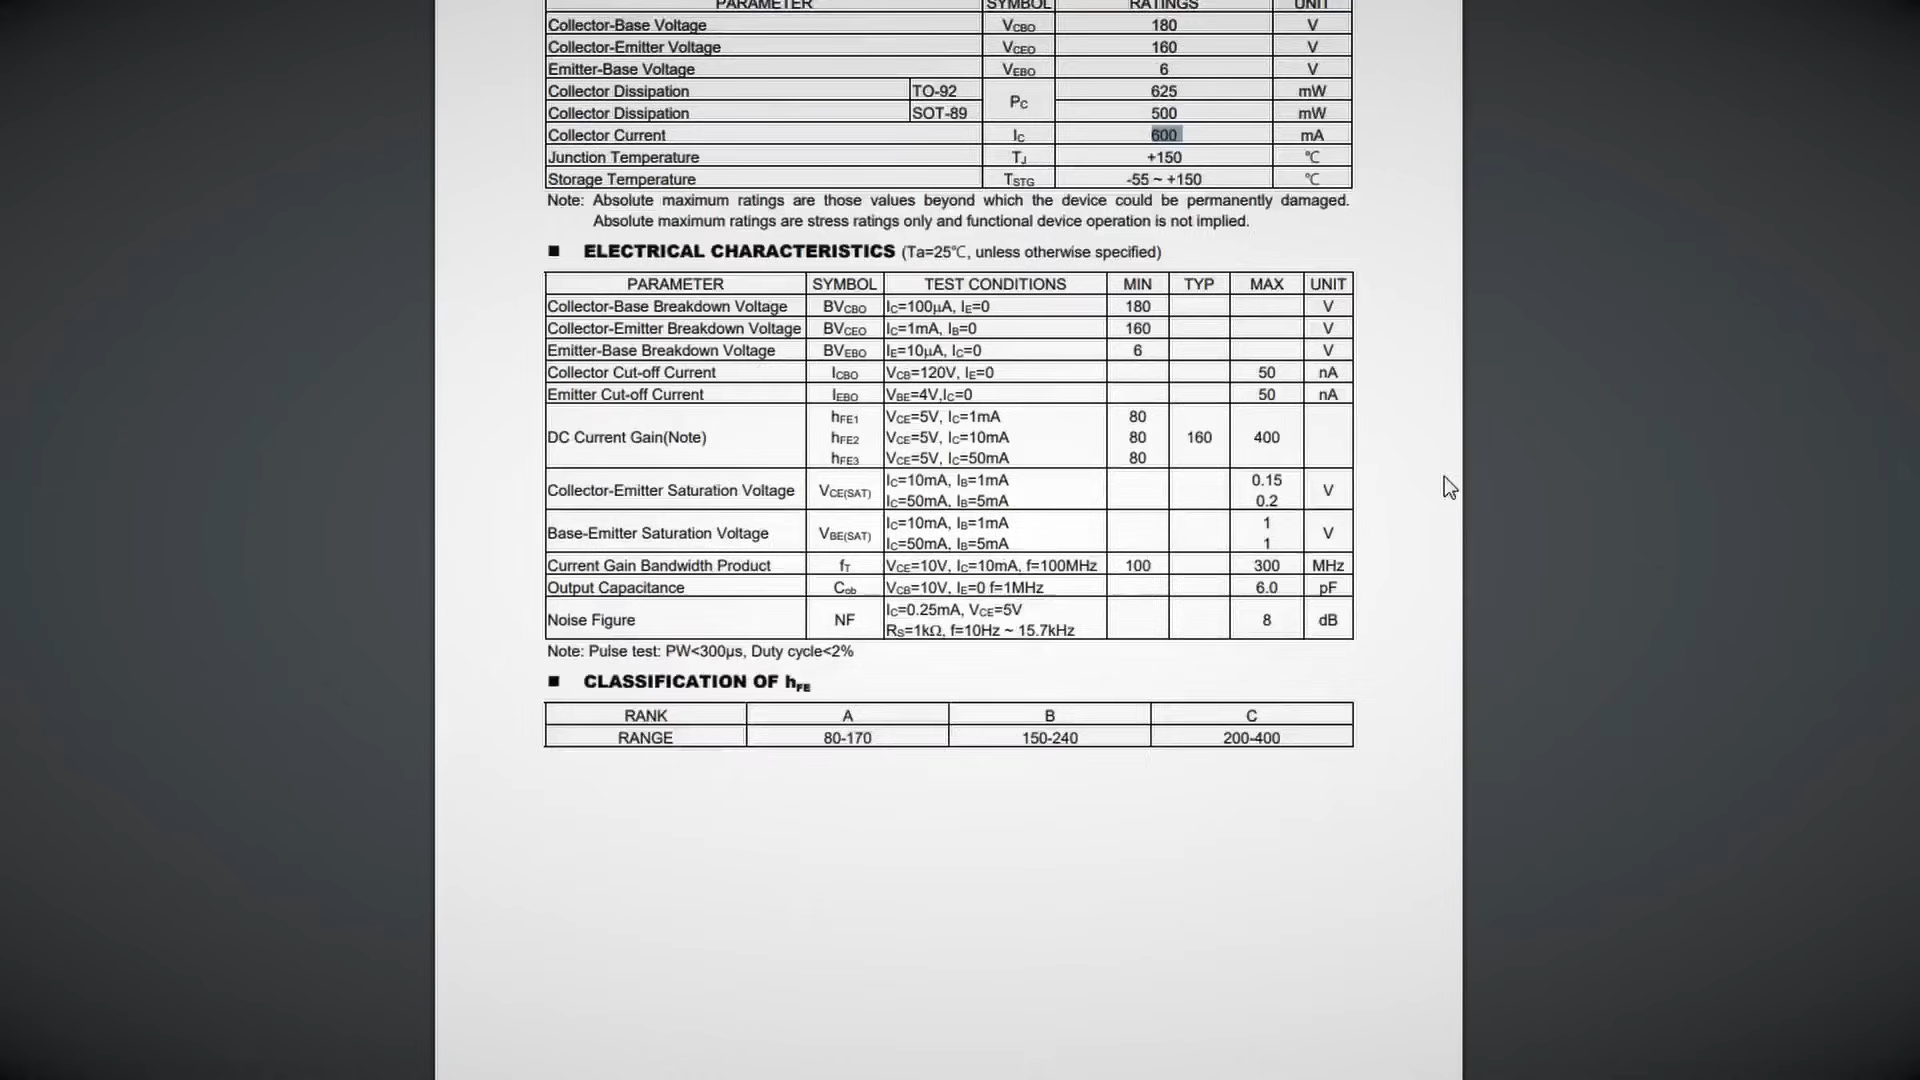 PARAMETER SYMBOL RATINGS UNIT
Collector-Base Voltage VCBO 180 V
Collector-Emitter Voltage VCEO 160 V
Emitter-Base Voltage VEBO 6 V
Collector Dissipation TO-92 PC 625 mW
Collector Dissipation SOT-89 500 mW
Collector Current IC 600 mA
Junction Temperature TJ +150 ℃
Storage Temperature TSTG -55 ~ +150 ℃
Note: Absolute maximum ratings are those values beyond which the device could be permanently damaged.
Absolute maximum ratings are stress ratings only and functional device operation is not implied.
■ ELECTRICAL CHARACTERISTICS (Ta=25℃, unless otherwise specified)
PARAMETER SYMBOL TEST CONDITIONS MIN TYP MAX UNIT
Collector-Base Breakdown Voltage BVCBO IC=100µA, IE=0 180 V
Collector-Emitter Breakdown Voltage BVCEO IC=1mA, IB=0 160 V
Emitter-Base Breakdown Voltage BVEBO IE=10µA, IC=0 6 V
Collector Cut-off Current ICBO VCB=120V, IE=0 50 nA
Emitter Cut-off Current IEBO VBE=4V,IC=0 50 nA
hFE1 VCE=5V, IC=1mA 80
DC Current Gain(Note) hFE2 VCE=5V, IC=10mA 80 160 400
hFE3 VCE=5V, IC=50mA 80
Collector-Emitter Saturation Voltage VCE(SAT) IC=10mA, IB=1mA 0.15 V
IC=50mA, IB=5mA 0.2
Base-Emitter Saturation Voltage VBE(SAT) IC=10mA, IB=1mA 1 V
IC=50mA, IB=5mA 1
Current Gain Bandwidth Product fT VCE=10V, IC=10mA, f=100MHz 100 300 MHz
Output Capacitance Cob VCB=10V, IE=0 f=1MHz 6.0 pF
Noise Figure NF IC=0.25mA, VCE=5V 8 dB
RS=1kΩ, f=10Hz ~ 15.7kHz
Note: Pulse test: PW<300µs, Duty cycle<2%
■ CLASSIFICATION OF hFE
RANK A B C
RANGE 80-170 150-240 200-400